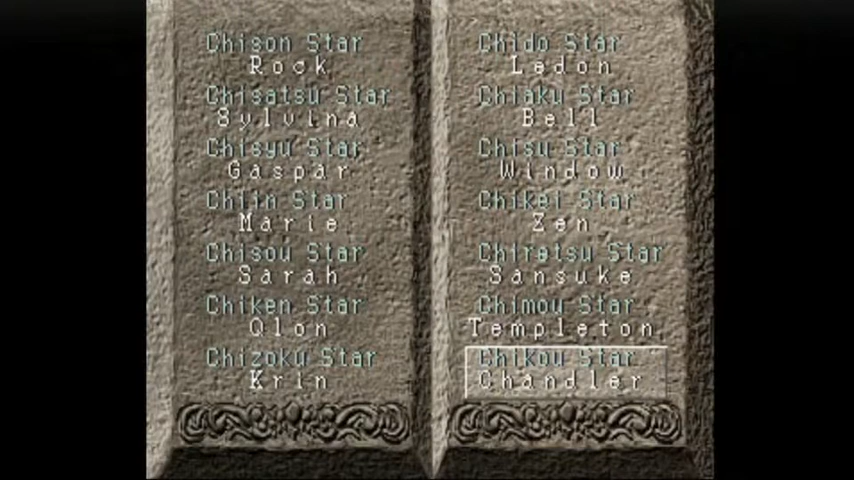 Chison Star
Rock
Chisatsu Star
Sylvina
Chisyu Star
Gaspar
Chiin Star
Marie
Chisou Star
Sarah
Chiken Star
Qlon
Chizoku Star
Krin
Chido Star
Ledon
Chiaku Star
Bell
Chisu Star
Window
Chikei Star
Zen
Chiretsu Star
Sansuke
Chimou Star
Templeton
Chikou Star
Chandler